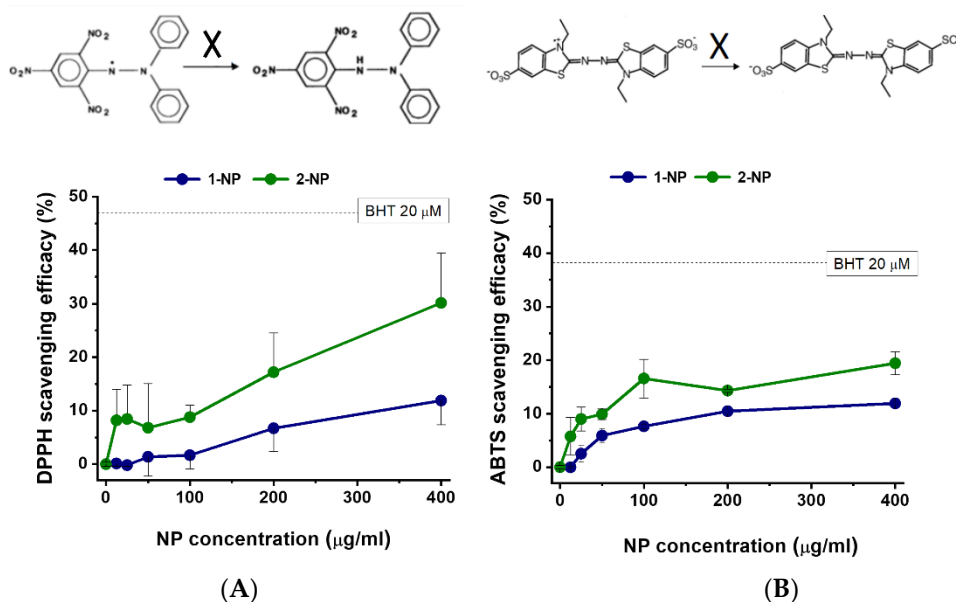 NO₂
NO₂
N
N
NO₂
X
NO₂
NO₂
H
N
N
NO₂
⁻O₃S
N
S
N
N
S
N
SO₃⁻
X
⁻O₃S
N
S
N
N
S
N
SO
1-NP 2-NP
50
40
30
20
10
0
BHT 20 μM
DPPH scavenging efficacy (%)
0 100 200 300 400
NP concentration (μg/ml)
(A)
1-NP 2-NP
50
40
30
20
10
0
BHT 20 μM
ABTS scavenging efficacy (%)
0 100 200 300 400
NP concentration (μg/ml)
(B)